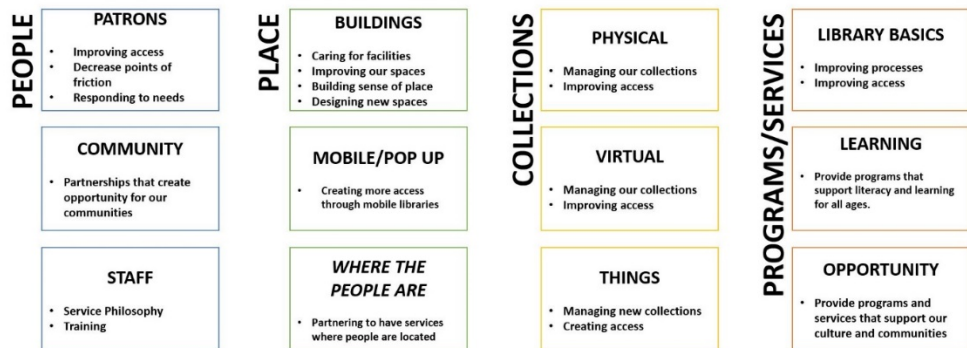 PEOPLE
PATRONS
• Improving access
• Decrease points of
friction
• Responding to needs
COMMUNITY
• Partnerships that create
opportunity for our
communities
STAFF
• Service Philosophy
• Training
PLACE
BUILDINGS
• Caring for facilities
• Improving our spaces
• Building sense of place
• Designing new spaces
MOBILE/POP UP
• Creating more access
through mobile libraries
WHERE THE
PEOPLE ARE
• Partnering to have services
where people are located
COLLECTIONS
PHYSICAL
• Managing our collections
• Improving access
VIRTUAL
• Managing our collections
• Improving access
THINGS
• Managing new collections
• Creating access
PROGRAMS/SERVICES
LIBRARY BASICS
• Improving processes
• Improving access
LEARNING
• Provide programs that
support literacy and learning
for all ages.
OPPORTUNITY
• Provide programs and
services that support our
culture and communities